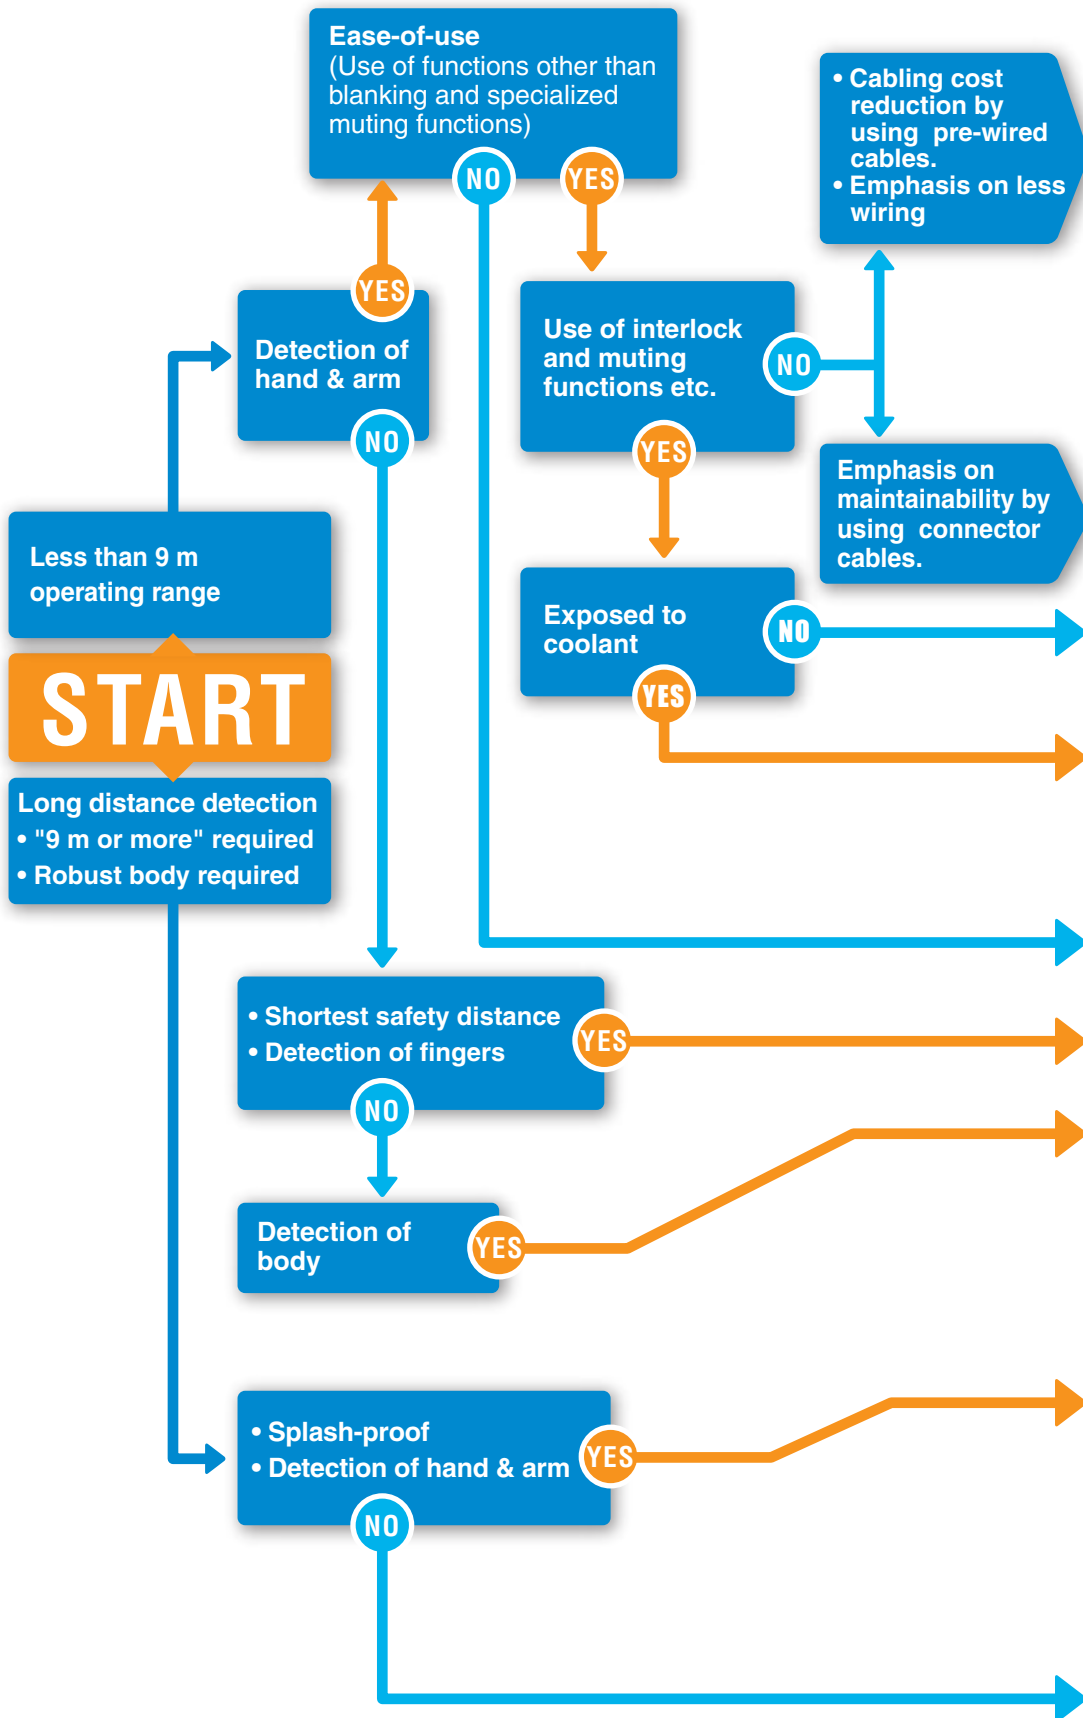 Ease-of-use
(Use of functions other than
blanking and specialized
muting functions)
NO
YES
• Cabling cost
reduction by
using pre-wired
cables.
• Emphasis on less
wiring
YES
Detection of
hand & arm
NO
Use of interlock
and muting
functions etc.
NO
YES
Emphasis on
maintainability by
using connector
cables.
Less than 9 m
operating range
Exposed to
coolant
NO
YES
START
Long distance detection
• "9 m or more" required
• Robust body required
• Shortest safety distance
• Detection of fingers
YES
NO
Detection of
body
YES
• Splash-proof
• Detection of hand & arm
YES
NO